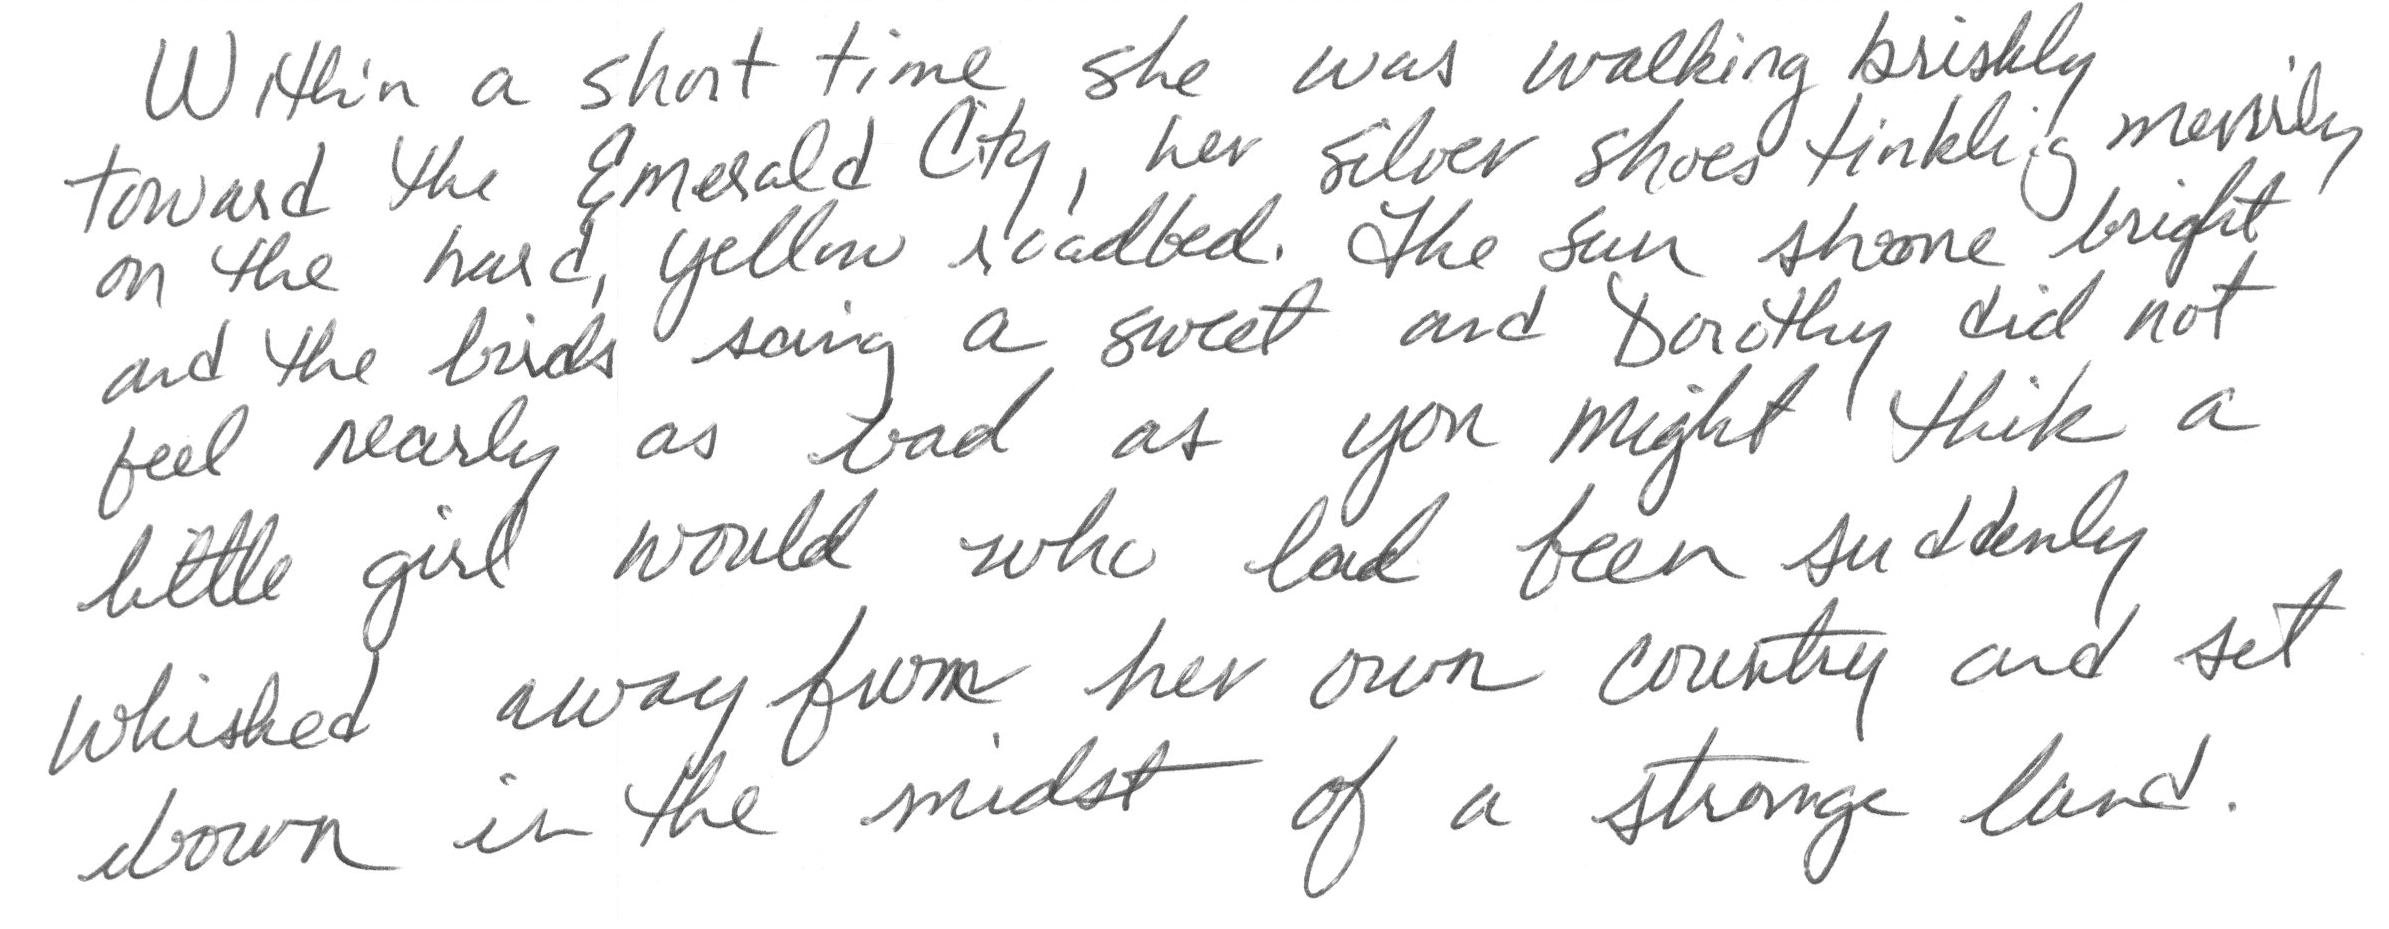 Within a short time she was walking briskly
toward the Emerald City, her silver shoes tinklig merrily
on the hard, yellow roadbed. The sun shone bright
and the birds saing a sweet and Dorothy did not
feel nearly as bad as you might thik a
little girl would who had been suddenly
whisked away from her own country and set
down in the midst of a strange land.